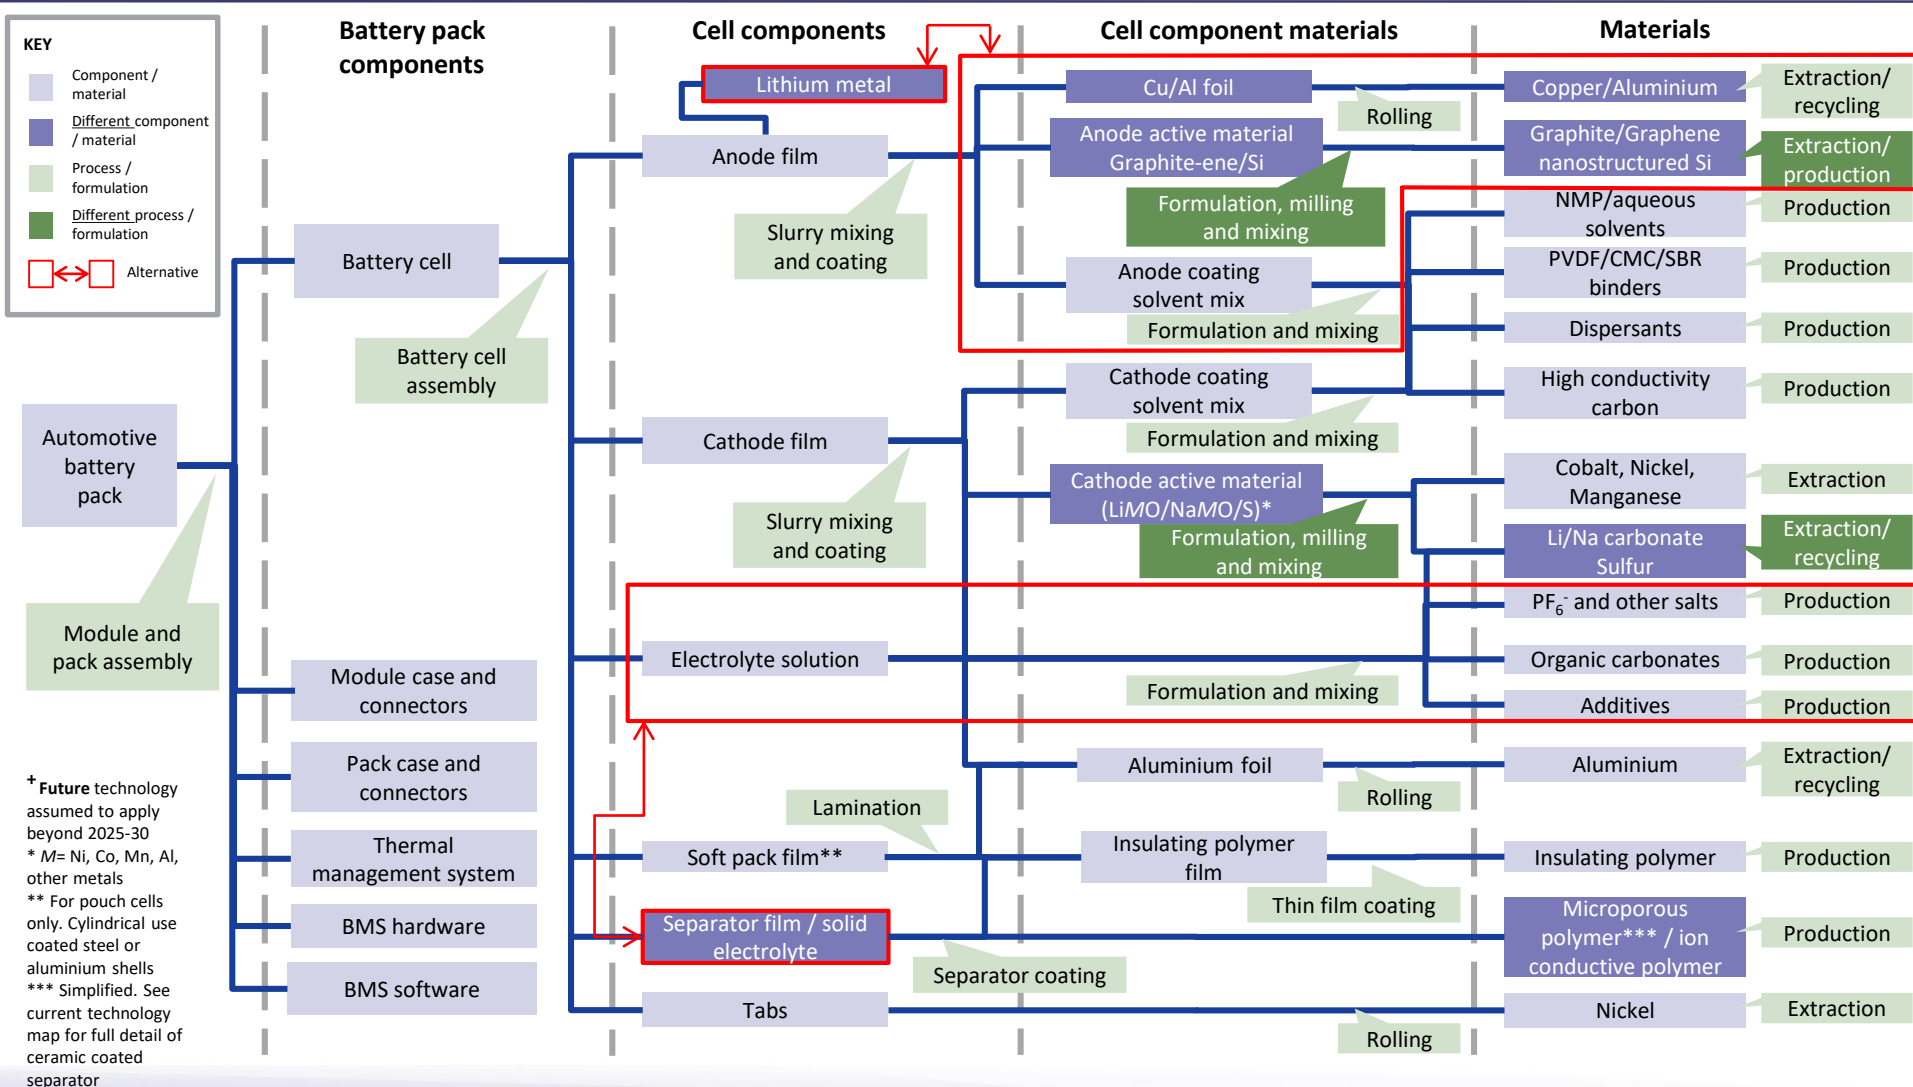 KEY
Component /
material
Different component
/ material
Process /
formulation
Different process /
formulation
Alternative
Battery pack
components
Cell components
Cell component materials
Materials
Automotive
battery
pack
Module and
pack assembly
Battery cell
Battery cell
assembly
Module case and
connectors
Pack case and
connectors
Thermal
management system
BMS hardware
BMS software
Lithium metal
Anode film
Slurry mixing
and coating
Cathode film
Slurry mixing
and coating
Electrolyte solution
Lamination
Soft pack film**
Separator film / solid
electrolyte
Separator coating
Tabs
Cu/Al foil
Rolling
Anode active material
Graphite-ene/Si
Formulation, milling
and mixing
Anode coating
solvent mix
Formulation and mixing
Cathode coating
solvent mix
Formulation and mixing
Cathode active material
(LiMO/NaMO/S)*
Formulation, milling
and mixing
Formulation and mixing
Aluminium foil
Rolling
Insulating polymer
film
Thin film coating
Rolling
Copper/Aluminium
Extraction/
recycling
Graphite/Graphene
nanostructured Si
Extraction/
production
NMP/aqueous
solvents
Production
PVDF/CMC/SBR
binders
Production
Dispersants
Production
High conductivity
carbon
Production
Cobalt, Nickel,
Manganese
Extraction
Li/Na carbonate
Sulfur
Extraction/
recycling
PF6- and other salts
Production
Organic carbonates
Production
Additives
Production
Aluminium
Extraction/
recycling
Insulating polymer
Production
Microporous
polymer*** / ion
conductive polymer
Production
Nickel
Extraction
+ Future technology
assumed to apply
beyond 2025-30
* M= Ni, Co, Mn, Al,
other metals
** For pouch cells
only. Cylindrical use
coated steel or
aluminium shells
*** Simplified. See
current technology
map for full detail of
ceramic coated
separator